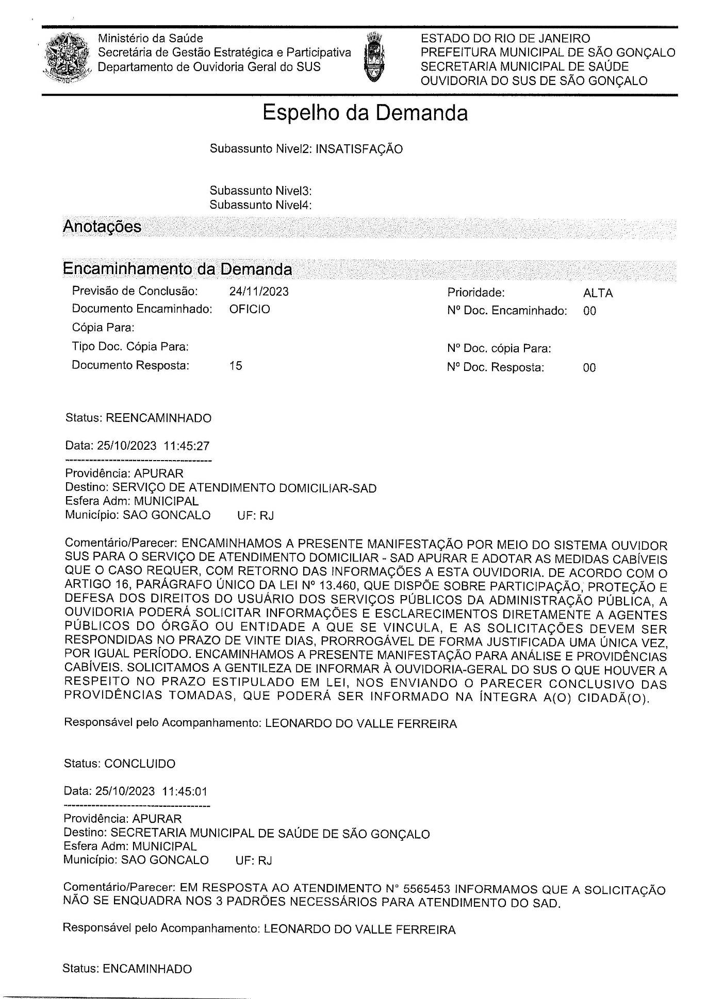 Ministério da Saúde
Secretária de Gestão Estratégica e Participativa
Departamento de Ouvidoria Geral do SUS
ESTADO DO RIO DE JANEIRO
PREFEITURA MUNICIPAL DE SÃO GONÇALO
SECRETARIA MUNICIPAL DE SAÚDE
OUVIDORIA DO SUS DE SÃO GONÇALO
Espelho da Demanda
Subassunto Nivel2: INSATISFAÇÃO
Subassunto Nivel3:
Subassunto Nivel4:
Anotações
Encaminhamento da Demanda
Previsão de Conclusão: 24/11/2023 Prioridade: ALTA
Documento Encaminhado: OFICIO Nº Doc. Encaminhado: 00
Cópia Para:
Tipo Doc. Cópia Para: Nº Doc. cópia Para:
Documento Resposta: 15 Nº Doc. Resposta: 00
Status: REENCAMINHADO
Data: 25/10/2023 11:45:27
-------------------------------------
Providência: APURAR
Destino: SERVIÇO DE ATENDIMENTO DOMICILIAR-SAD
Esfera Adm: MUNICIPAL
Município: SAO GONCALO UF: RJ
Comentário/Parecer: ENCAMINHAMOS A PRESENTE MANIFESTAÇÃO POR MEIO DO SISTEMA OUVIDOR
SUS PARA O SERVIÇO DE ATENDIMENTO DOMICILIAR - SAD APURAR E ADOTAR AS MEDIDAS CABÍVEIS
QUE O CASO REQUER, COM RETORNO DAS INFORMAÇÕES A ESTA OUVIDORIA. DE ACORDO COM O
ARTIGO 16, PARÁGRAFO ÚNICO DA LEI Nº 13.460, QUE DISPÕE SOBRE PARTICIPAÇÃO, PROTEÇÃO E
DEFESA DOS DIREITOS DO USUÁRIO DOS SERVIÇOS PÚBLICOS DA ADMINISTRAÇÃO PÚBLICA, A
OUVIDORIA PODERÁ SOLICITAR INFORMAÇÕES E ESCLARECIMENTOS DIRETAMENTE A AGENTES
PÚBLICOS DO ÓRGÃO OU ENTIDADE A QUE SE VINCULA, E AS SOLICITAÇÕES DEVEM SER
RESPONDIDAS NO PRAZO DE VINTE DIAS, PRORROGÁVEL DE FORMA JUSTIFICADA UMA ÚNICA VEZ,
POR IGUAL PERÍODO. ENCAMINHAMOS A PRESENTE MANIFESTAÇÃO PARA ANÁLISE E PROVIDÊNCIAS
CABÍVEIS. SOLICITAMOS A GENTILEZA DE INFORMAR À OUVIDORIA-GERAL DO SUS O QUE HOUVER A
RESPEITO NO PRAZO ESTIPULADO EM LEI, NOS ENVIANDO O PARECER CONCLUSIVO DAS
PROVIDÊNCIAS TOMADAS, QUE PODERÁ SER INFORMADO NA ÍNTEGRA A(O) CIDADÃ(O).
Responsável pelo Acompanhamento: LEONARDO DO VALLE FERREIRA
Status: CONCLUIDO
Data: 25/10/2023 11:45:01
-------------------------------------
Providência: APURAR
Destino: SECRETARIA MUNICIPAL DE SAÚDE DE SÃO GONÇALO
Esfera Adm: MUNICIPAL
Município: SAO GONCALO UF: RJ
Comentário/Parecer: EM RESPOSTA AO ATENDIMENTO N° 5565453 INFORMAMOS QUE A SOLICITAÇÃO
NÃO SE ENQUADRA NOS 3 PADRÕES NECESSÁRIOS PARA ATENDIMENTO DO SAD.
Responsável pelo Acompanhamento: LEONARDO DO VALLE FERREIRA
Status: ENCAMINHADO